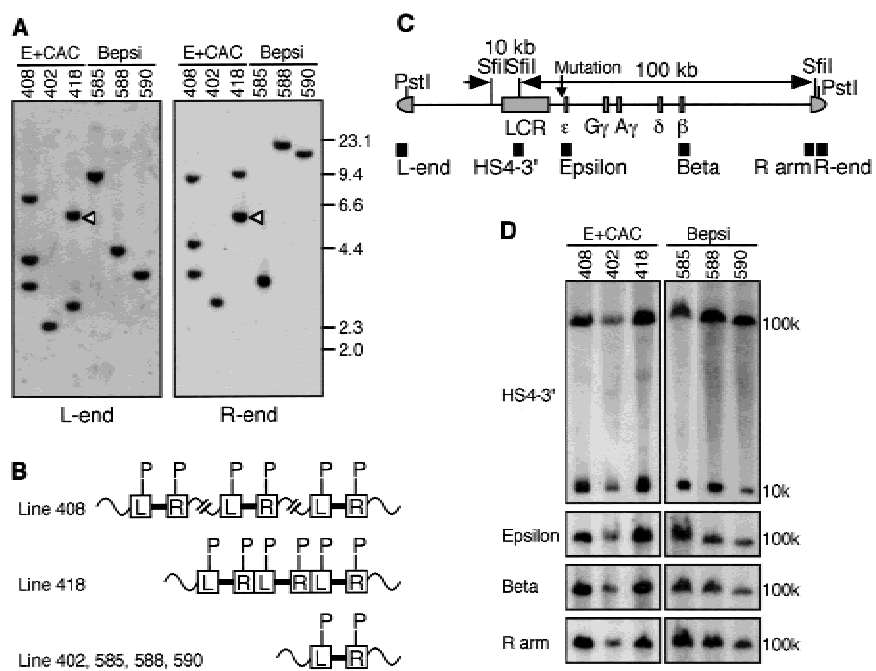 A
E+CAC Bepsi E+CAC Bepsi
408 402 418 585 588 590 408 402 418 585 588 590
23.1
9.4
6.6
4.4
2.3
2.0
L-end R-end
B
P P P P P P
Line 408 L R L R L R
P P P P P P
Line 418 L R L R L R
P P
Line 402, 585, 588, 590 L R
C
10 kb
PstI SfiI SfiI Mutation 100 kb SfiI PstI
LCR ε Gγ Aγ δ β
L-end HS4-3' Epsilon Beta R arm R-end
D
E+CAC Bepsi
408 402 418 585 588 590
100k
HS4-3'
10k
Epsilon 100k
Beta 100k
R arm 100k